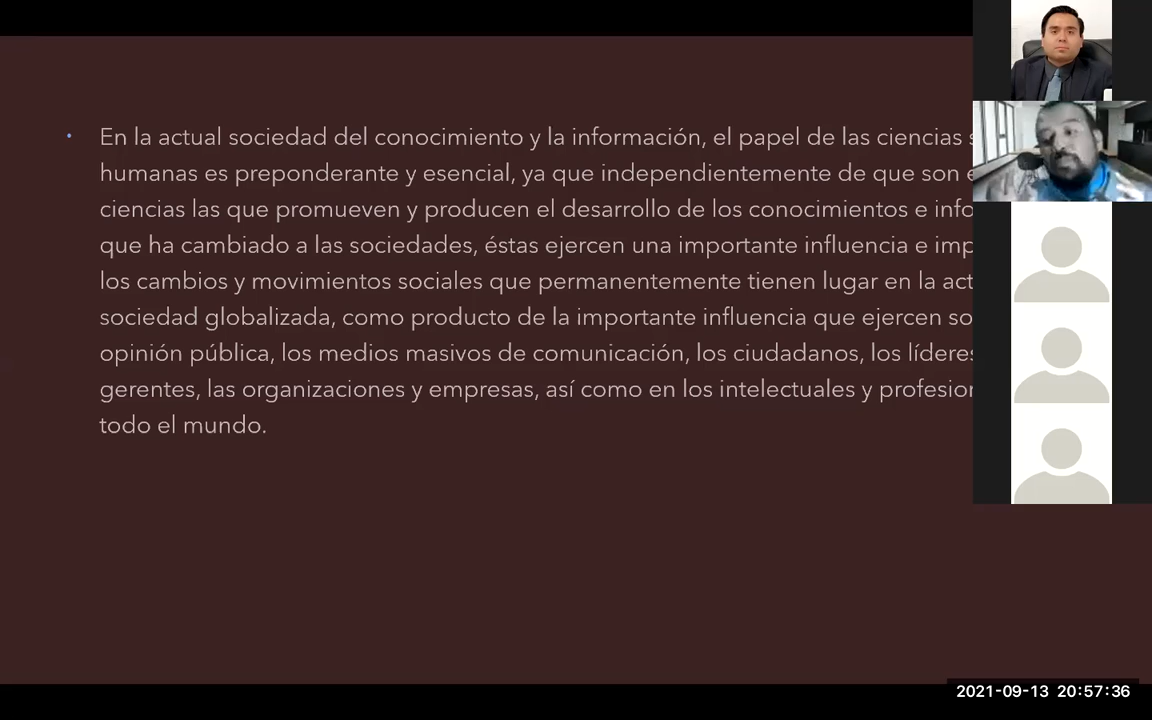 En la actual sociedad del conocimiento y la información, el papel de las ciencias
humanas es preponderante y esencial, ya que independientemente de que son
ciencias las que promueven y producen el desarrollo de los conocimientos e
que ha cambiado a las sociedades, éstas ejercen una importante influencia e
los cambios y movimientos sociales que permanentemente tienen lugar en la
sociedad globalizada, como producto de la importante influencia que ejercen
opinión pública, los medios masivos de comunicación, los ciudadanos, los líderes
gerentes, las organizaciones y empresas, así como en los intelectuales y
todo el mundo.
2021-09-13 20:57:36